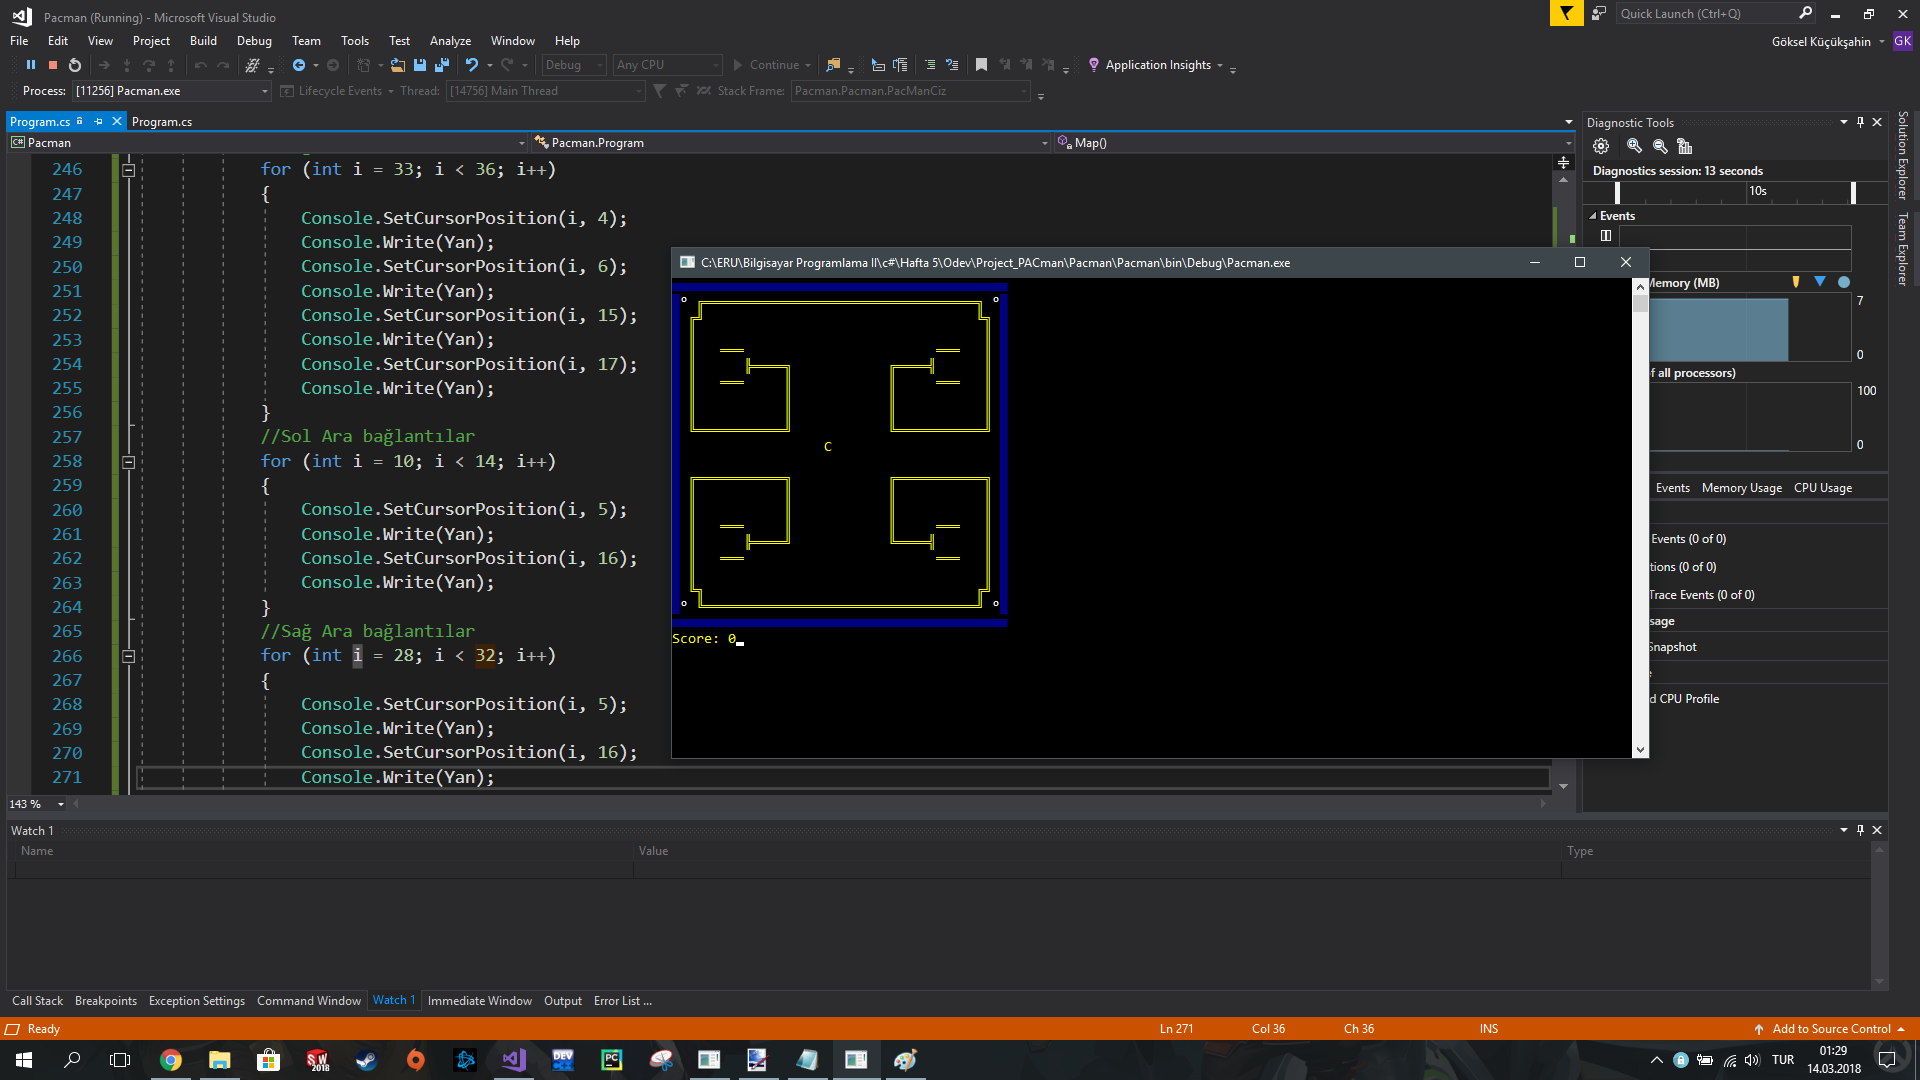 Pacman (Running) - Microsoft Visual Studio
Quick Launch (Ctrl+Q)
File Edit View Project Build Debug Team Tools Test Analyze Window Help
Göksel Küçükşahin GK
Debug Any CPU Continue Application Insights
Process: [11256] Pacman.exe Lifecycle Events Thread: [14756] Main Thread Stack Frame: Pacman.Pacman.PacManCiz
Program.cs Program.cs
C# Pacman Pacman.Program Map()
246 for (int i = 33; i < 36; i++)
247 {
248 Console.SetCursorPosition(i, 4);
249 Console.Write(Yan);
250 Console.SetCursorPosition(i, 6);
251 Console.Write(Yan);
252 Console.SetCursorPosition(i, 15);
253 Console.Write(Yan);
254 Console.SetCursorPosition(i, 17);
255 Console.Write(Yan);
256 }
257 //Sol Ara bağlantılar
258 for (int i = 10; i < 14; i++)
259 {
260 Console.SetCursorPosition(i, 5);
261 Console.Write(Yan);
262 Console.SetCursorPosition(i, 16);
263 Console.Write(Yan);
264 }
265 //Sağ Ara bağlantılar
266 for (int i = 28; i < 32; i++)
267 {
268 Console.SetCursorPosition(i, 5);
269 Console.Write(Yan);
270 Console.SetCursorPosition(i, 16);
271 Console.Write(Yan);
143 %
C:\ERU\Bilgisayar Programlama II\c#\Hafta 5\Odev\Project_PACman\Pacman\Pacman\bin\Debug\Pacman.exe
o o
C
o o
Score: 0
Diagnostic Tools
Diagnostics session: 13 seconds
10s
Events
Memory (MB)
7
0
of all processors)
100
0
Events Memory Usage CPU Usage
Events (0 of 0)
tions (0 of 0)
Trace Events (0 of 0)
sage
Snapshot
d CPU Profile
Solution Explorer
Team Explorer
Watch 1
Name Value Type
Call Stack Breakpoints Exception Settings Command Window Watch 1 Immediate Window Output Error List ...
Ready Ln 271 Col 36 Ch 36 INS Add to Source Control
SW 2018 DEV PC
TUR 01:29
14.03.2018